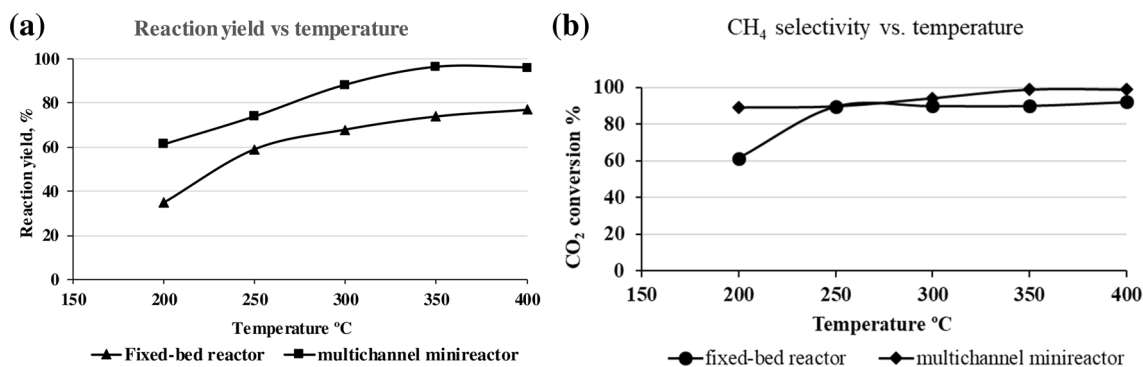 (a)
Reaction yield vs temperature
Reaction yield, %
100
80
60
40
20
0
150
200
250
300
350
400
Temperature ºC
Fixed-bed reactor
multichannel minireactor
(b)
CH₄ selectivity vs. temperature
CO₂ conversion %
100
80
60
40
20
0
150
200
250
300
350
400
Temperature ºC
fixed-bed reactor
multichannel minireactor